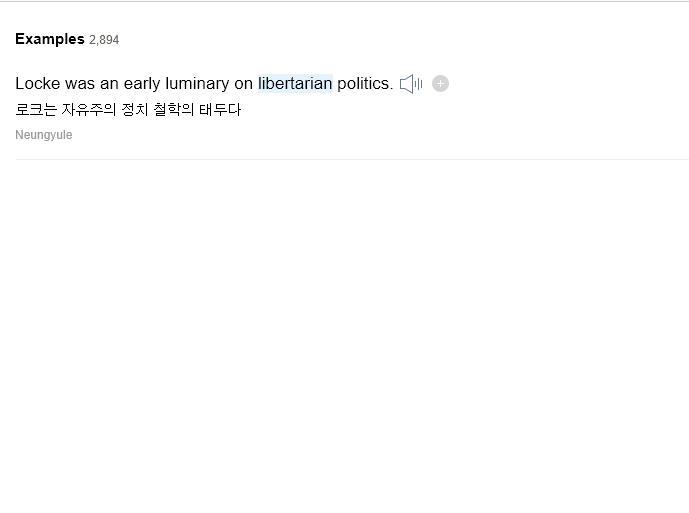 Examples 2,894
Locke was an early luminary on libertarian politics.
로크는 자유주의 정치 철학의 태두다
Neungyule